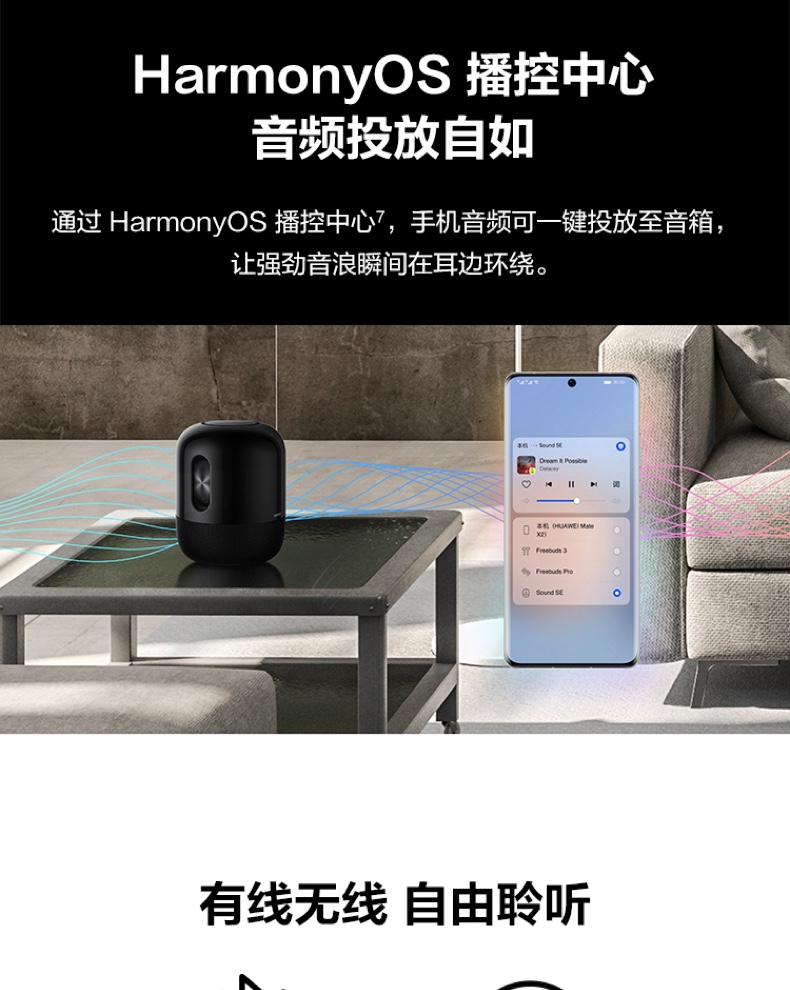 HarmonyOS 播控中心
音频投放自如
通过 HarmonyOS 播控中心⁷，手机音频可一键投放至音箱，
让强劲音浪瞬间在耳边环绕。
本机 → Sound SE
Dream It Possible
Delacey
词
本机（HUAWEI Mate
X2）
Freebuds 3
Freebuds Pro
Sound SE
有线无线 自由聆听